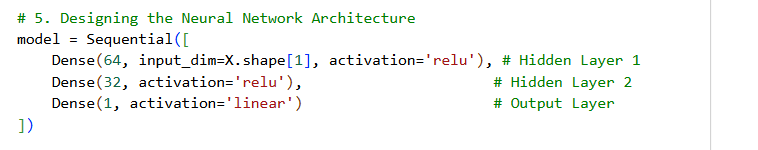 # 5. Designing the Neural Network Architecture
model = Sequential([
    Dense(64, input_dim=X.shape[1], activation='relu'), # Hidden Layer 1
    Dense(32, activation='relu'),                      # Hidden Layer 2
    Dense(1, activation='linear')                      # Output Layer
])